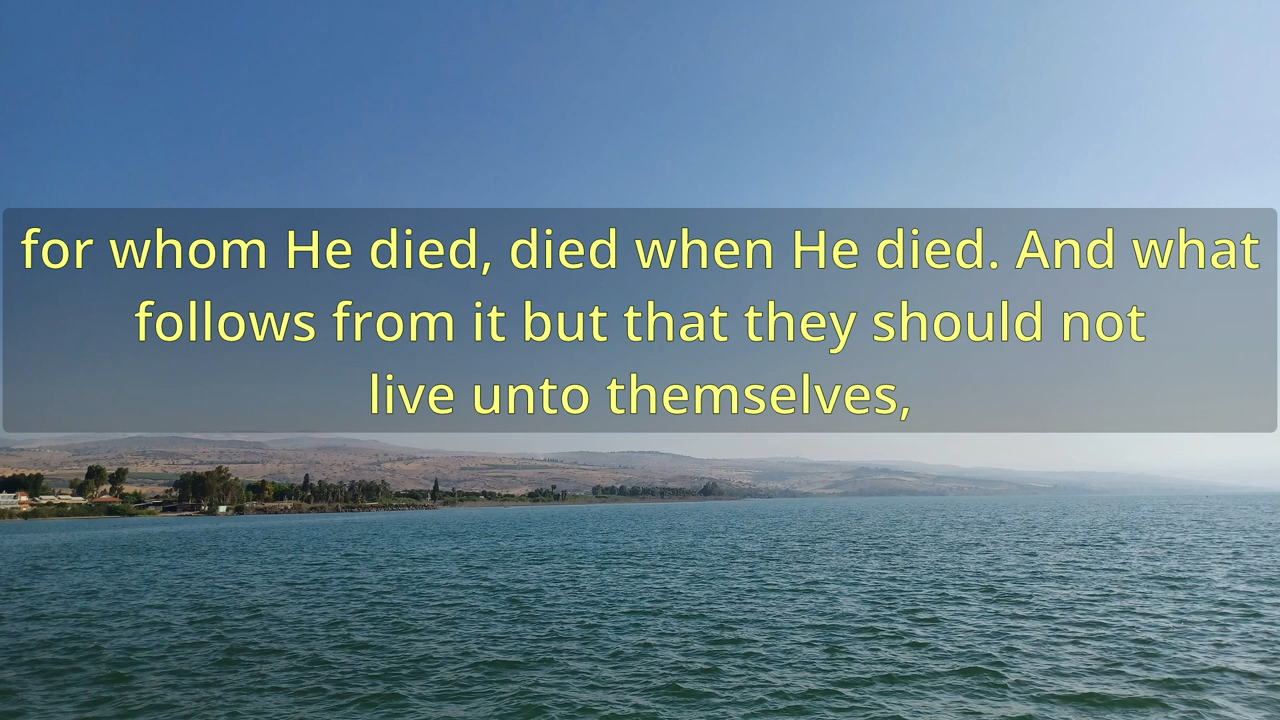 for whom He died, died when He died. And what
follows from it but that they should not
live unto themselves,